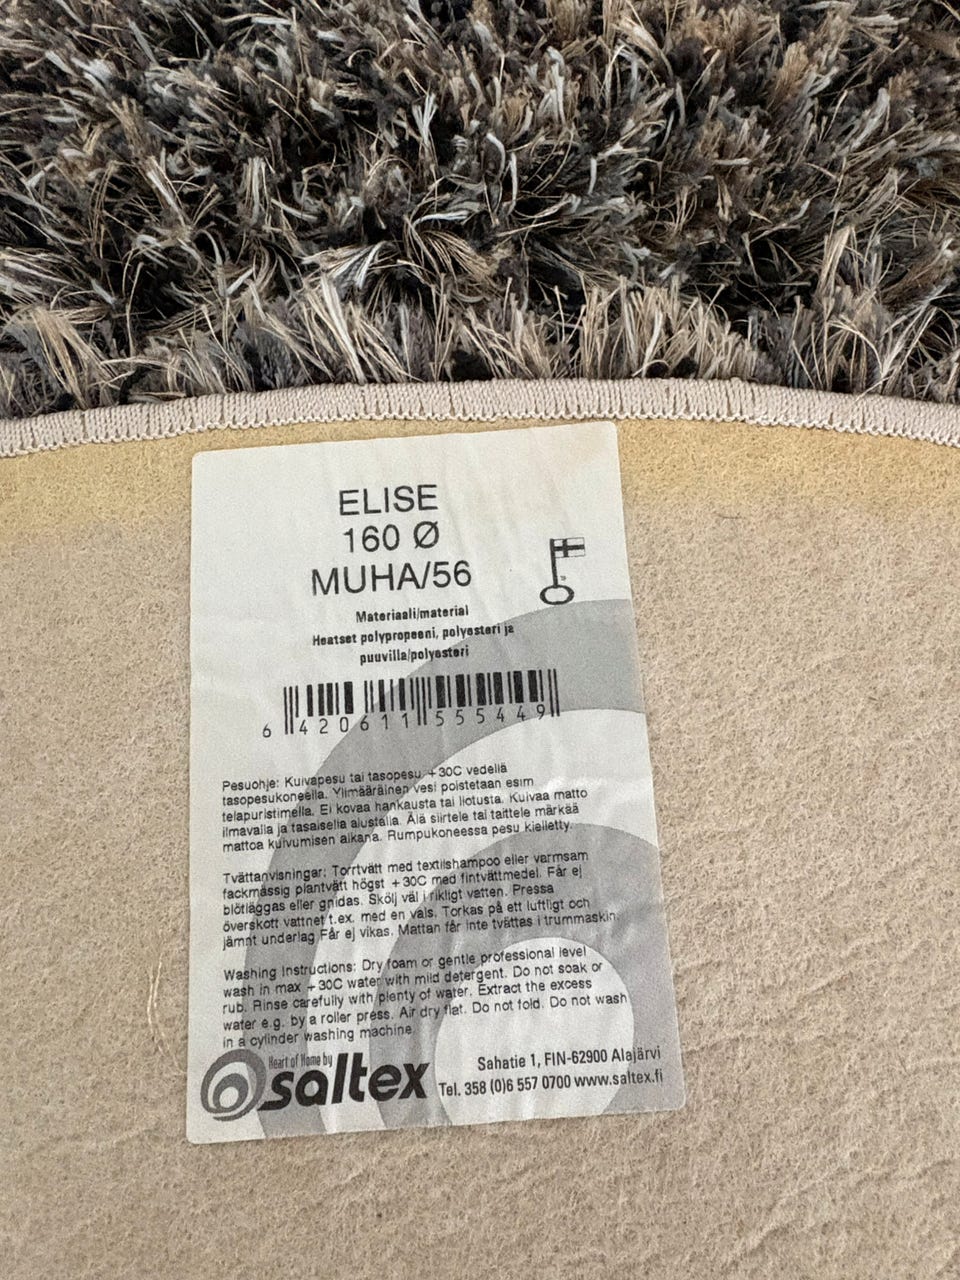 ELISE
160 Ø
MUHA/56
Materiaali/material
Heatset polypropeeni, polyesteri ja
puuvilla/polyesteri
6 420611 555449
Pesuohje: Kuivapesu tai tasopesu +30C vedellä
tasopesukoneella. Ylimääräinen vesi poistetaan esim
telapuristimella. Ei kovaa hankausta tai liotusta. Kuivaa matto
ilmavalla ja tasaisella alustalla. Älä siirtele tai taittele märkää
mattoa kuivumisen aikana. Rumpukoneessa pesu kielletty.
Tvättanvisningar: Torrtvätt med textilshampoo eller varmsam
fackmässig plantvätt högst +30C med fintvättmedel. Får ej
blötläggas eller gnidas. Skölj väl i rikligt vatten. Pressa
överskott vattnet t.ex. med en vals. Torkas på ett luftligt och
jämnt underlag Får ej vikas. Mattan får inte tvättas i trummaskin.
Washing Instructions: Dry foam or gentle professional level
wash in max +30C water with mild detergent. Do not soak or
rub. Rinse carefully with plenty of water. Extract the excess
water e.g. by a roller press. Air dry flat. Do not fold. Do not wash
in a cylinder washing machine.
Heart of Home by
saltex
Sahatie 1, FIN-62900 Alajärvi
Tel. 358 (0)6 557 0700 www.saltex.fi